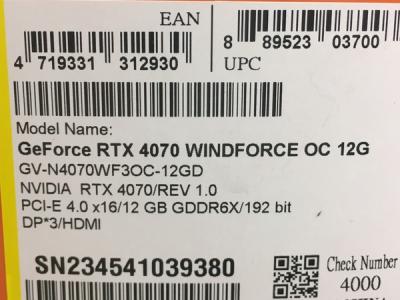 EAN
4 719331 312930
8 89523 03700
UPC
Model Name:
GeForce RTX 4070 WINDFORCE OC 12G
GV-N4070WF3OC-12GD
NVIDIA RTX 4070/REV 1.0
PCI-E 4.0 x16/12 GB GDDR6X/192 bit
DP*3/HDMI
SN234541039380
Check Number
4000